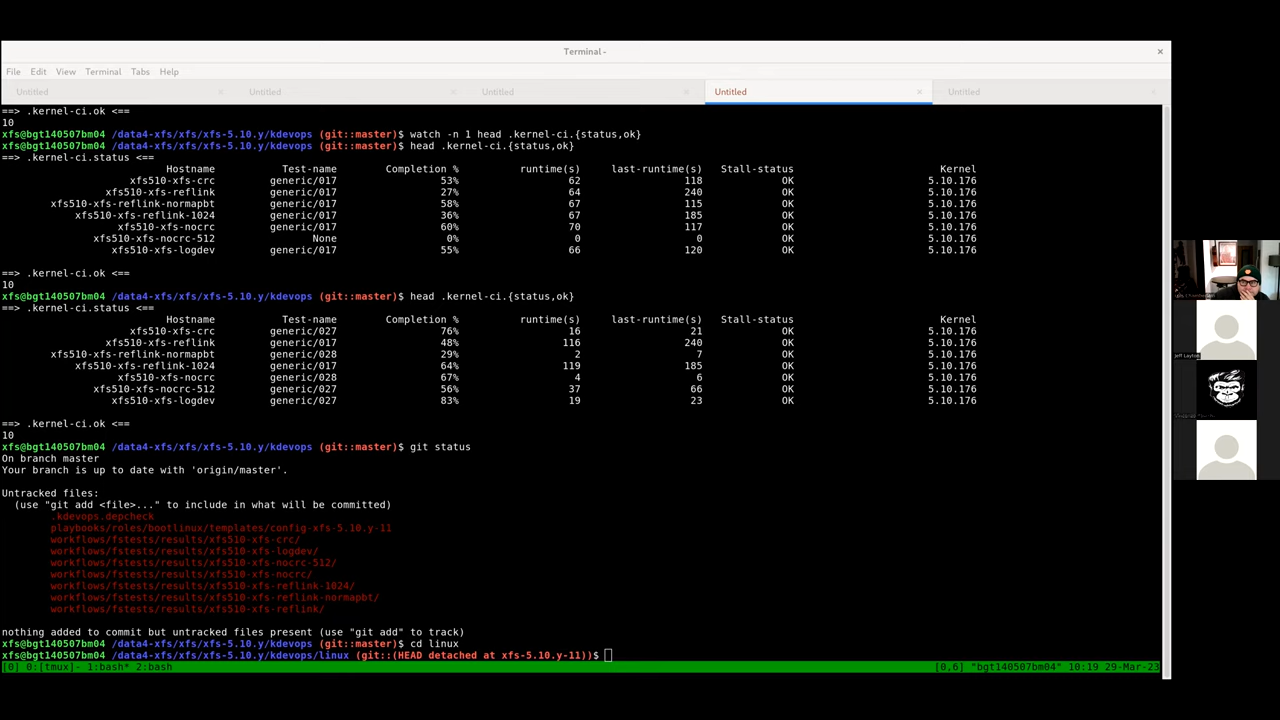 Terminal -
File Edit View Terminal Tabs Help
Untitled Untitled Untitled Untitled Untitled
==> .kernel-ci.ok <==
10
xfs@bgt140507bm04 /data4-xfs/xfs/xfs-5.10.y/kdevops (git::master)$ watch -n 1 head .kernel-ci.{status,ok}
xfs@bgt140507bm04 /data4-xfs/xfs/xfs-5.10.y/kdevops (git::master)$ head .kernel-ci.{status,ok}
==> .kernel-ci.status <==
Hostname Test-name Completion % runtime(s) last-runtime(s) Stall-status Kernel
xfs510-xfs-crc generic/017 53% 62 118 OK 5.10.176
xfs510-xfs-reflink generic/017 27% 64 240 OK 5.10.176
xfs510-xfs-reflink-normapbt generic/017 58% 67 115 OK 5.10.176
xfs510-xfs-reflink-1024 generic/017 36% 67 185 OK 5.10.176
xfs510-xfs-nocrc generic/017 60% 70 117 OK 5.10.176
xfs510-xfs-nocrc-512 None 0% 0 0 OK 5.10.176
xfs510-xfs-logdev generic/017 55% 66 120 OK 5.10.176
==> .kernel-ci.ok <==
10
xfs@bgt140507bm04 /data4-xfs/xfs/xfs-5.10.y/kdevops (git::master)$ head .kernel-ci.{status,ok}
==> .kernel-ci.status <==
Hostname Test-name Completion % runtime(s) last-runtime(s) Stall-status Kernel
xfs510-xfs-crc generic/027 76% 16 21 OK 5.10.176
xfs510-xfs-reflink generic/017 48% 116 240 OK 5.10.176
xfs510-xfs-reflink-normapbt generic/028 29% 2 7 OK 5.10.176
xfs510-xfs-reflink-1024 generic/017 64% 119 185 OK 5.10.176
xfs510-xfs-nocrc generic/028 67% 4 6 OK 5.10.176
xfs510-xfs-nocrc-512 generic/027 56% 37 66 OK 5.10.176
xfs510-xfs-logdev generic/027 83% 19 23 OK 5.10.176
==> .kernel-ci.ok <==
10
xfs@bgt140507bm04 /data4-xfs/xfs/xfs-5.10.y/kdevops (git::master)$ git status
On branch master
Your branch is up to date with 'origin/master'.
Untracked files:
(use "git add <file>..." to include in what will be committed)
.kdevops.depcheck
playbooks/roles/bootlinux/templates/config-xfs-5.10.y-11
workflows/fstests/results/xfs510-xfs-crc/
workflows/fstests/results/xfs510-xfs-logdev/
workflows/fstests/results/xfs510-xfs-nocrc-512/
workflows/fstests/results/xfs510-xfs-nocrc/
workflows/fstests/results/xfs510-xfs-reflink-1024/
workflows/fstests/results/xfs510-xfs-reflink-normapbt/
workflows/fstests/results/xfs510-xfs-reflink/
nothing added to commit but untracked files present (use "git add" to track)
xfs@bgt140507bm04 /data4-xfs/xfs/xfs-5.10.y/kdevops (git::master)$ cd linux
xfs@bgt140507bm04 /data4-xfs/xfs/xfs-5.10.y/kdevops/linux (git::(HEAD detached at xfs-5.10.y-11))$
[0] 0:[tmux]- 1:bash* 2:bash [0,6] "bgt140507bm04" 10:19 29-Mar-23
Jeff Layton